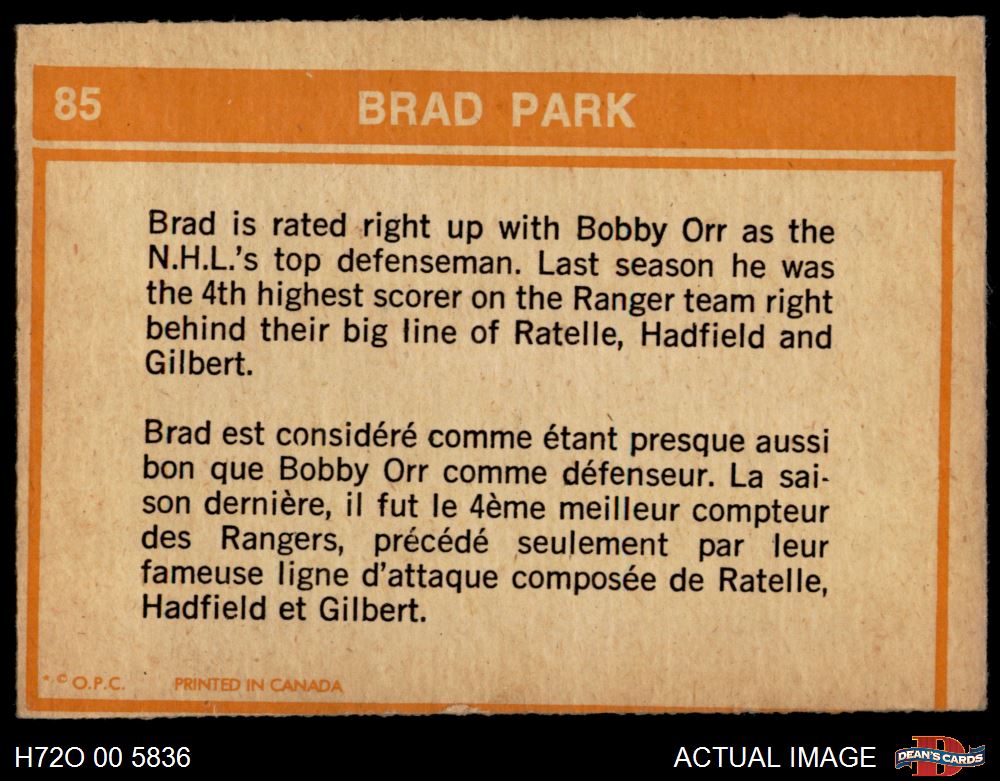 85 BRAD PARK
Brad is rated right up with Bobby Orr as the
N.H.L.'s top defenseman. Last season he was
the 4th highest scorer on the Ranger team right
behind their big line of Ratelle, Hadfield and
Gilbert.
Brad est considéré comme étant presque aussi
bon que Bobby Orr comme défenseur. La sai-
son dernière, il fut le 4ème meilleur compteur
des Rangers, précédé seulement par leur
fameuse ligne d'attaque composée de Ratelle,
Hadfield et Gilbert.
* © O.P.C. PRINTED IN CANADA
H72O 00 5836 ACTUAL IMAGE D DEAN'S CARDS